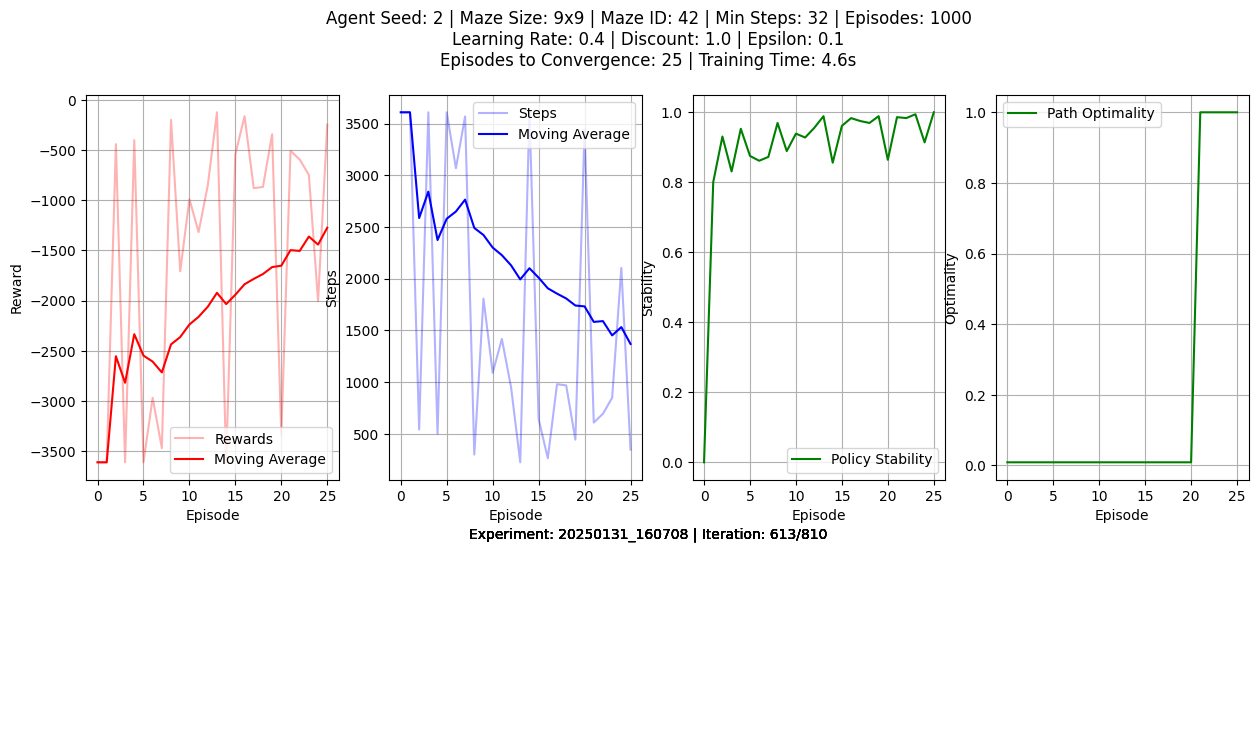 Agent Seed: 2 | Maze Size: 9x9 | Maze ID: 42 | Min Steps: 32 | Episodes: 1000
Learning Rate: 0.4 | Discount: 1.0 | Epsilon: 0.1
Episodes to Convergence: 25 | Training Time: 4.6s
Reward
0
−500
−1000
−1500
−2000
−2500
−3000
−3500
Rewards
Moving Average
0 5 10 15 20 25
Episode
Steps
3500
3000
2500
2000
1500
1000
500
Steps
Moving Average
0 5 10 15 20 25
Episode
Stability
1.0
0.8
0.6
0.4
0.2
0.0
Policy Stability
0 5 10 15 20 25
Episode
Optimality
1.0
0.8
0.6
0.4
0.2
0.0
Path Optimality
0 5 10 15 20 25
Episode
Experiment: 20250131_160708 | Iteration: 613/810